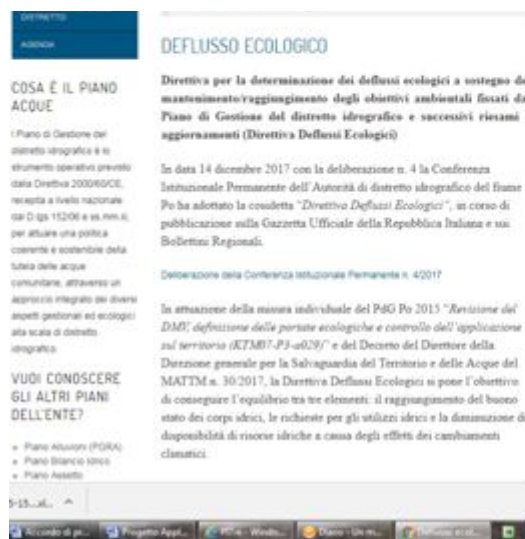 DISTRETTO
AGENDA
COSA È IL PIANO
ACQUE
l Piano di Gestione del
distretto idrografico è lo
strumento operativo previsto
dalla Direttiva 2000/60/CE,
recepita a livello nazionale
dal D.lgs 152/06 e ss.mm.ii,
per attuare una politica
coerente e sostenibile della
tutela delle acque
comunitarie, attraverso un
approccio integrato dei diversi
aspetti gestionali ed ecologici
alla scala di distretto
idrografico.
VUOI CONOSCERE
GLI ALTRI PIANI
DELL'ENTE?
Piano Alluvioni (PGRA)
Piano Bilancio Idrico
Piano Assetto
DEFLUSSO ECOLOGICO
Direttiva per la determinazione dei deflussi ecologici a sostegno de
mantenimento/raggiungimento degli obiettivi ambientali fissati da
Piano di Gestione del distretto idrografico e successivi riesami
aggiornamenti (Direttiva Deflussi Ecologici)
In data 14 dicembre 2017 con la deliberazione n. 4 la Conferenza
Istituzionale Permanente dell'Autorità di distretto idrografico del fiume
Po ha adottato la cosudetta "Direttiva Deflussi Ecologici", in corso di
pubblicazione sulla Gazzetta Ufficiale della Repubblica Italiana e sui
Bollettini Regionali.
Deliberazione della Conferenza Istituzionale Permanente n. 4/2017
In attuazione della misura individuale del PdG Po 2015 "Revisione del
DMV, definizione delle portate ecologiche e controllo dell'applicazione
sul territorio (KTM07-P3-a029)" e del Decreto del Direttore della
Direzione generale per la Salvaguardia del Territorio e delle Acque del
MATTM n. 30/2017, la Direttiva Deflussi Ecologici si pone l'obiettivo
di conseguire l'equilibrio tra tre elementi: il raggiungimento del buono
stato dei corpi idrici, le richieste per gli utilizzi idrici e la diminuzione di
disponibilità di risorse idriche a causa degli effetti dei cambiamenti
climatici.
Accordo di pr...
Progetto Appl...
Diario - Un m...
Deflusso ecol...